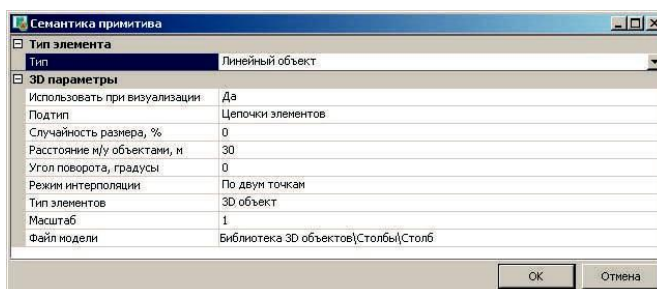 Семантика примитива
Тип элемента
Тип Линейный объект
3D параметры
Использовать при визуализации Да
Подтип Цепочки элементов
Случайность размера, % 0
Расстояние м/у объектами, м 30
Угол поворота, градусы 0
Режим интерполяции По двум точкам
Тип элементов 3D объект
Масштаб 1
Файл модели Библиотека 3D объектов\Столбы\Столб
ОК Отмена